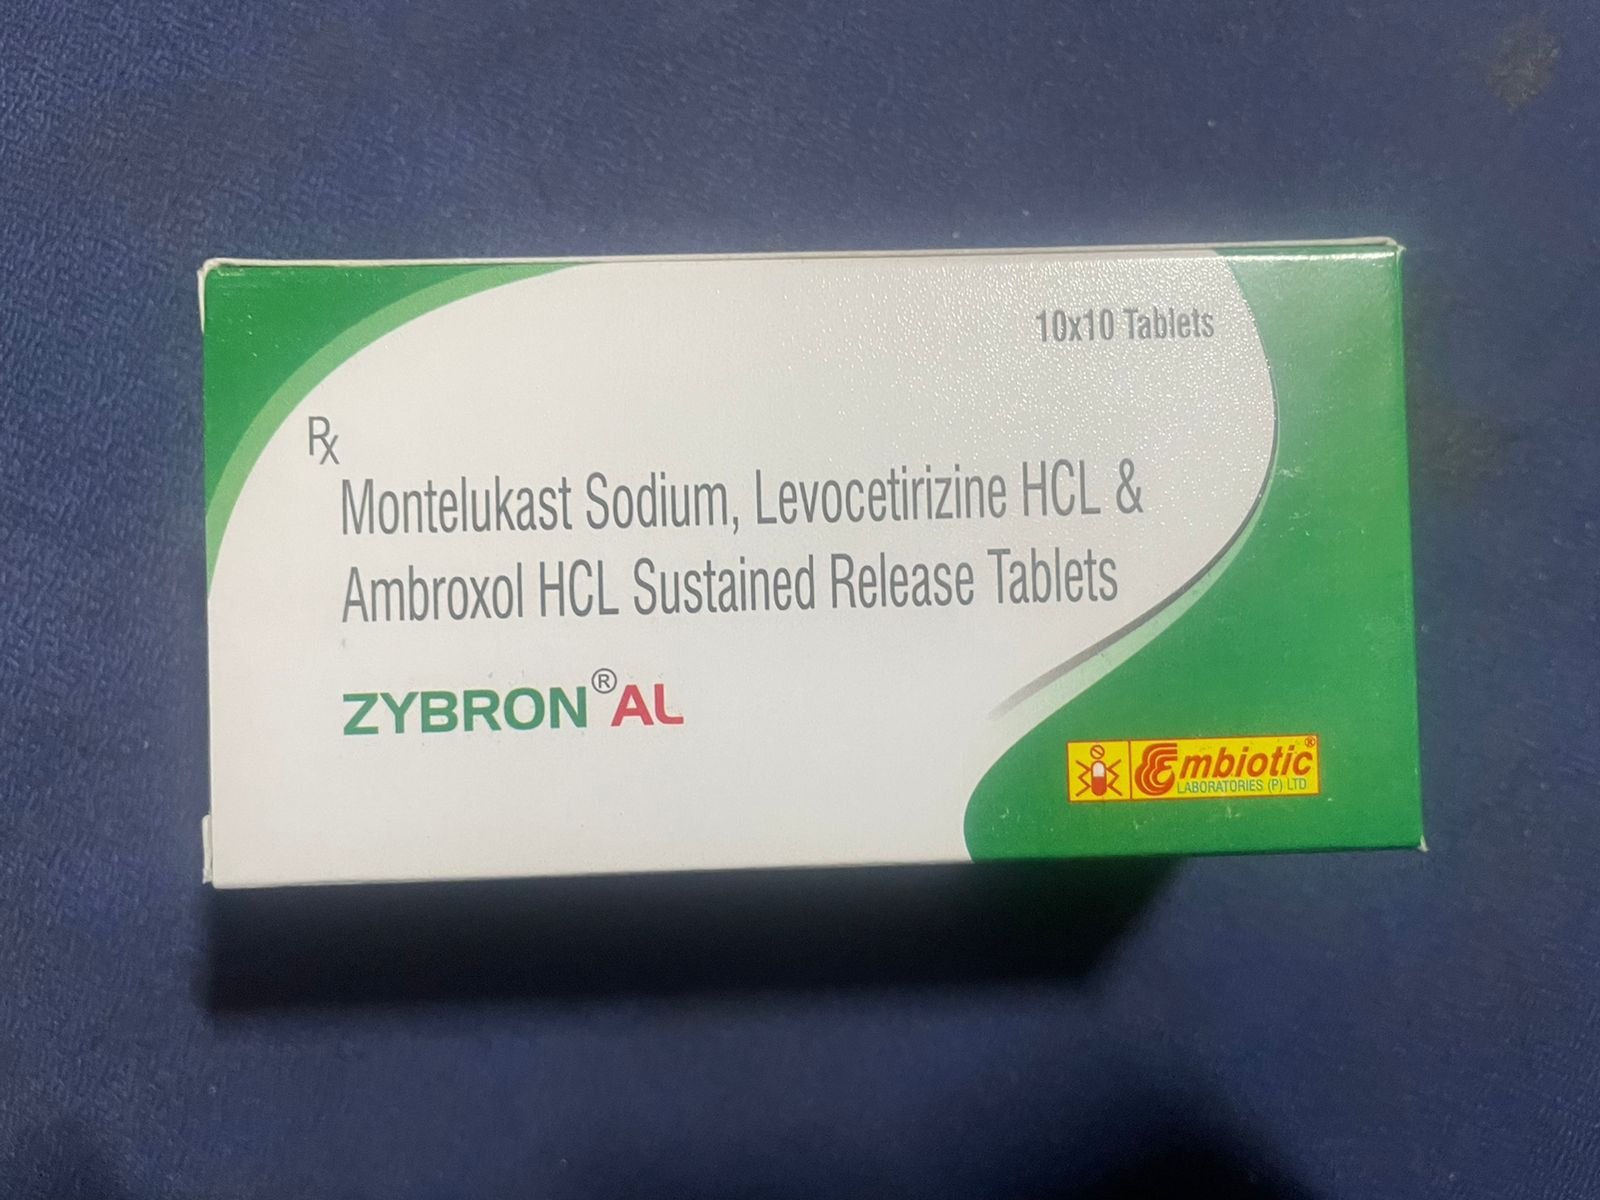 10x10 Tablets
Rx
Montelukast Sodium, Levocetirizine HCL &
Ambroxol HCL Sustained Release Tablets
ZYBRON® AL
Embiotic®
LABORATORIES (P) LTD